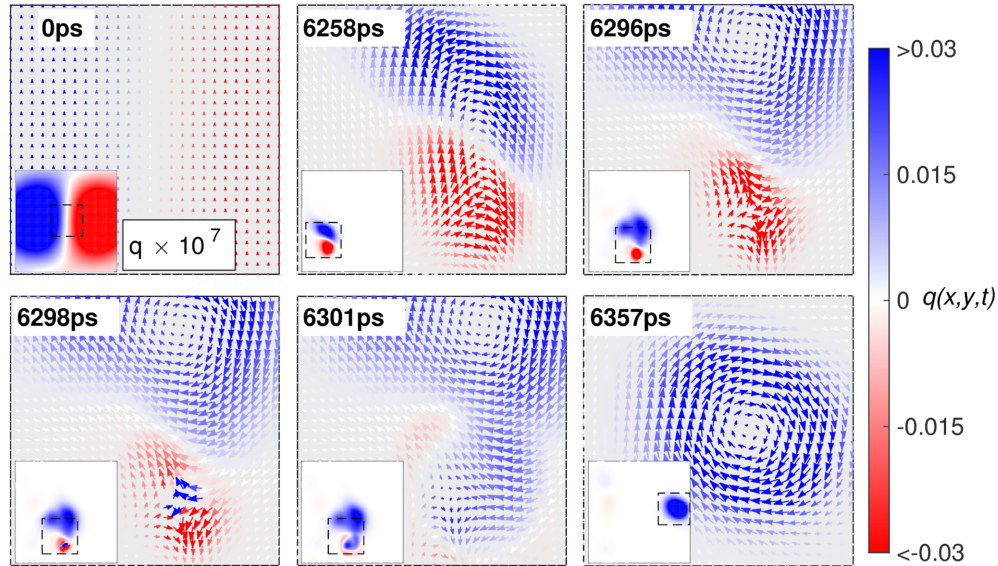 0ps
6258ps
6296ps
>0.03
0.015
q × 10 7
0 q(x,y,t)
6298ps
6301ps
6357ps
-0.015
<-0.03